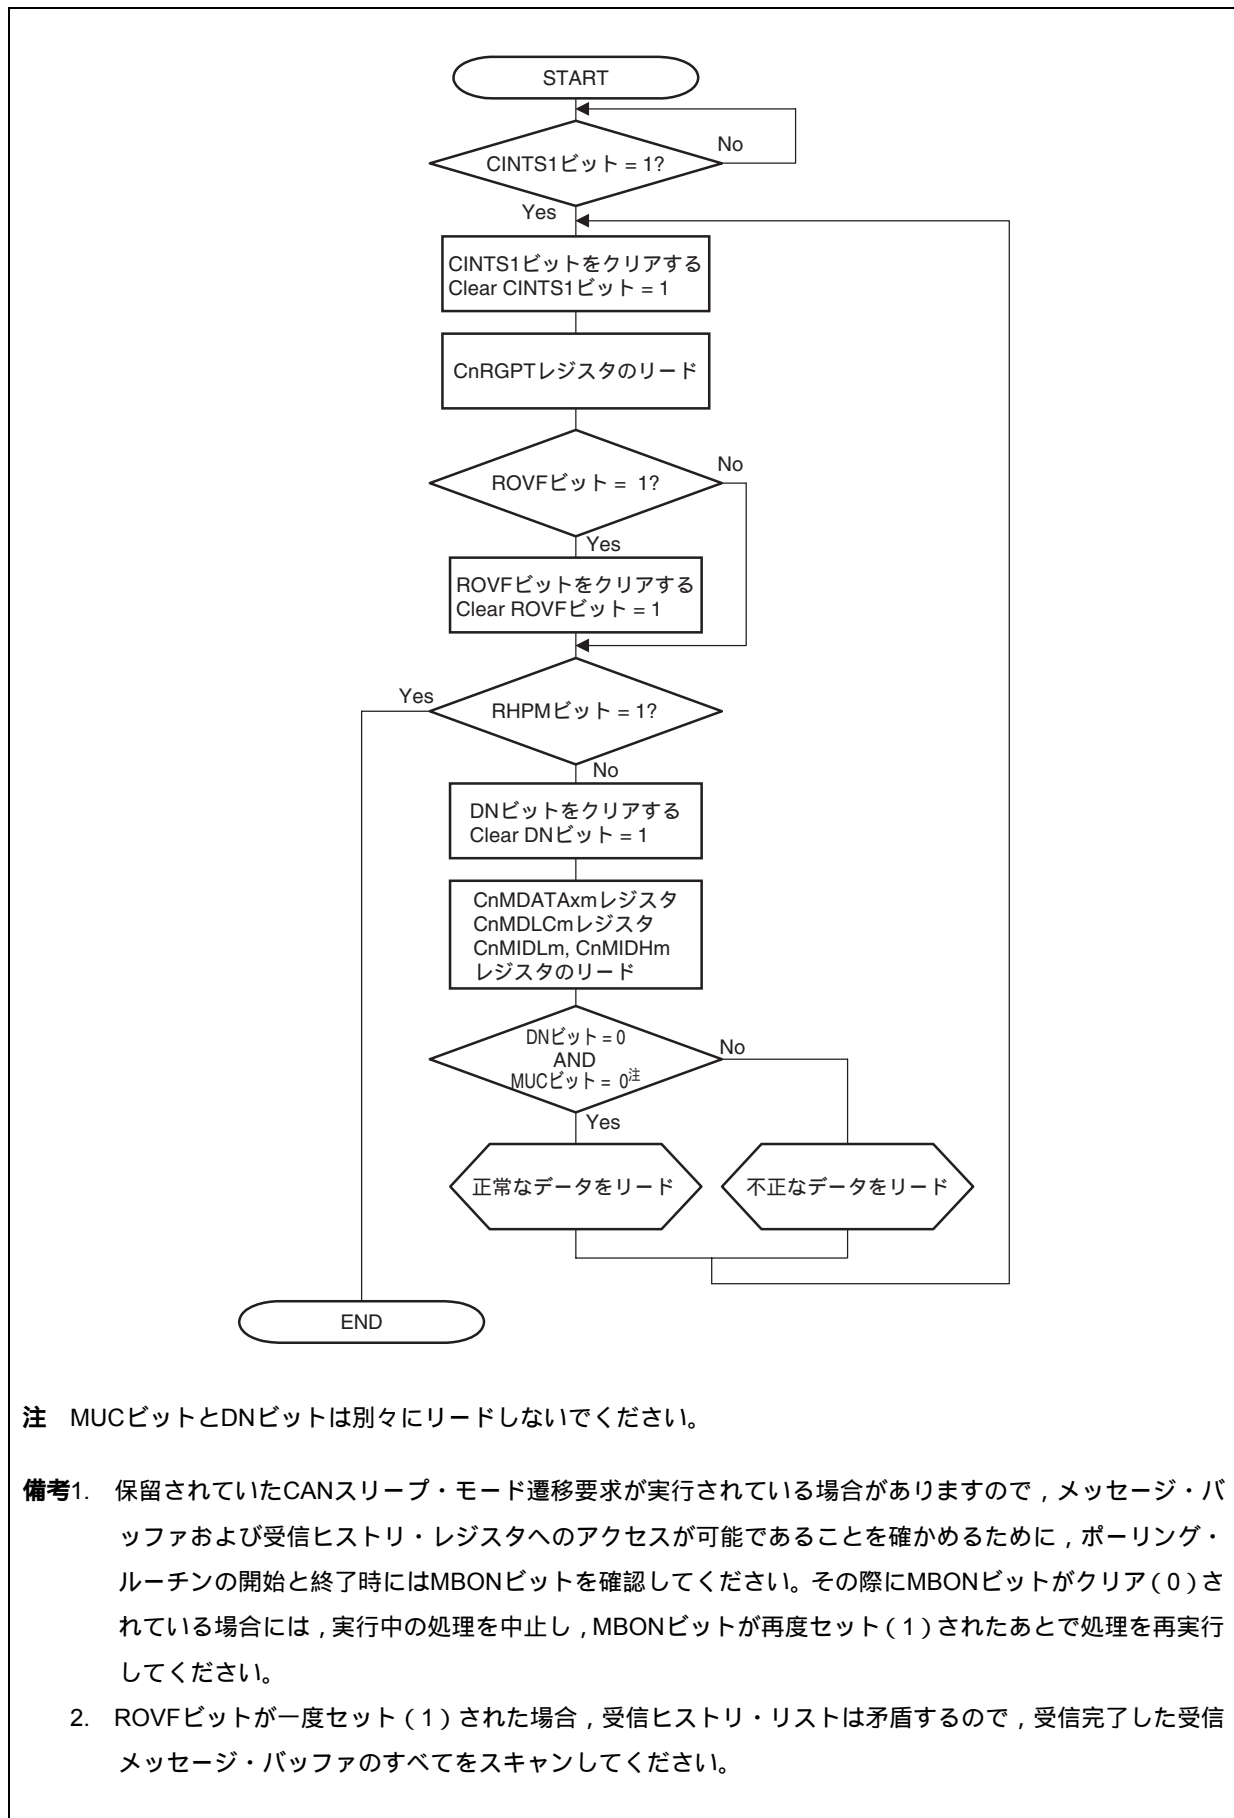 START
CINTS1ビット = 1?
No
Yes
CINTS1ビットをクリアする
Clear CINTS1ビット = 1
CnRGPTレジスタのリード
ROVFビット = 1?
No
Yes
ROVFビットをクリアする
Clear ROVFビット = 1
RHPMビット = 1?
Yes
No
DNビットをクリアする
Clear DNビット = 1
CnMDATAxmレジスタ
CnMDLCmレジスタ
CnMIDLm, CnMIDHm
レジスタのリード
DNビット = 0
AND
MUCビット = 0注
No
Yes
正常なデータをリード
不正なデータをリード
END
注 MUCビットとDNビットは別々にリードしないでください。
備考1. 保留されていたCANスリープ・モード遷移要求が実行されている場合がありますので，メッセージ・バ
ッファおよび受信ヒストリ・レジスタへのアクセスが可能であることを確かめるために，ポーリング・
ルーチンの開始と終了時にはMBONビットを確認してください。その際にMBONビットがクリア（0）さ
れている場合には，実行中の処理を中止し，MBONビットが再度セット（1）されたあとで処理を再実行
してください。
2. ROVFビットが一度セット（1）された場合，受信ヒストリ・リストは矛盾するので，受信完了した受信
メッセージ・バッファのすべてをスキャンしてください。